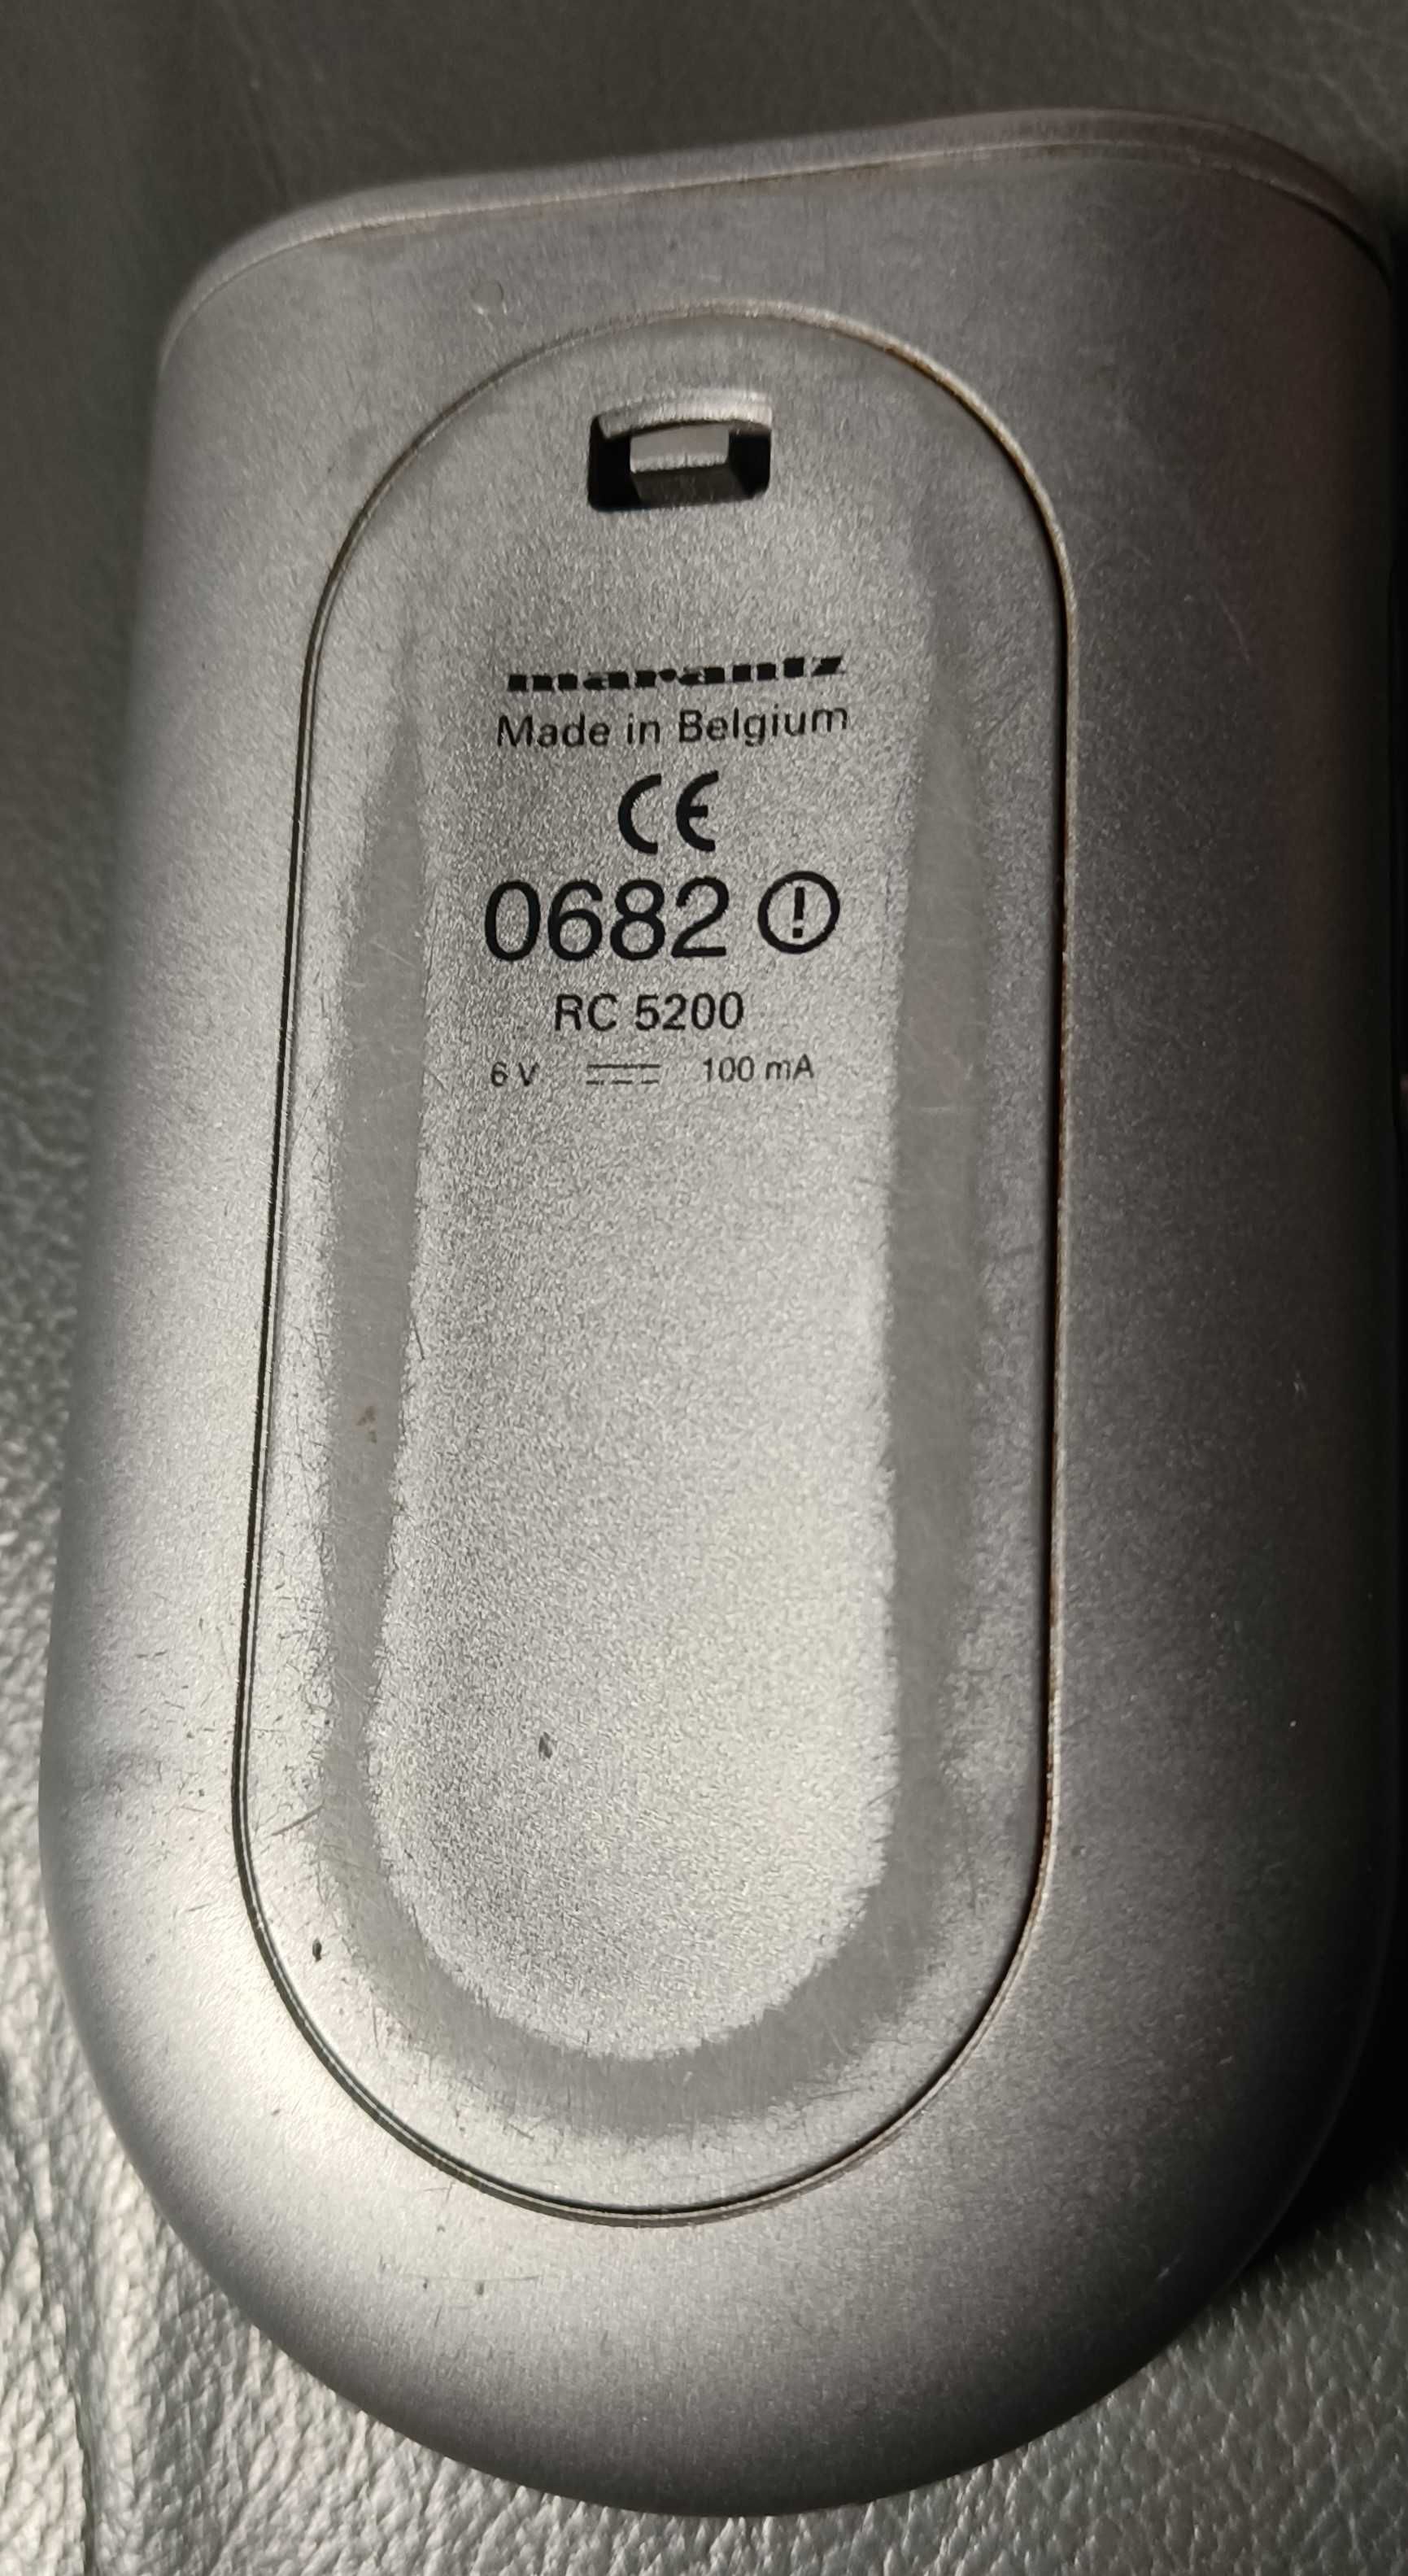 marantz
Made in Belgium
CE
0682
RC 5200
6 V 100 mA